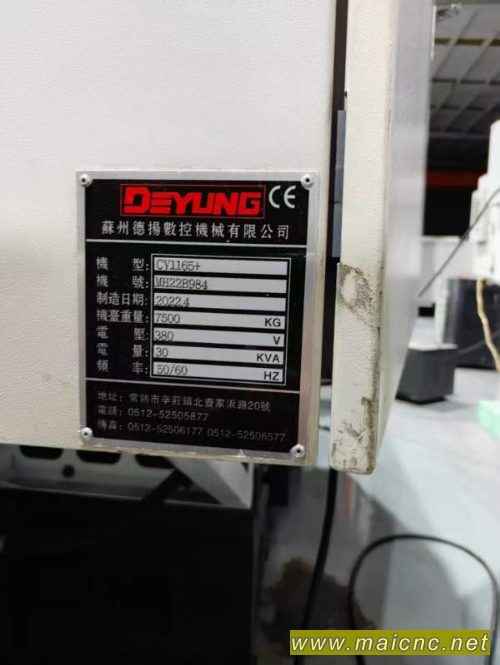 DEYUNG CE
蘇州德揚數控機械有限公司
機 型: CV1165+
機 號: MH22B984
制造日期: 2022.4
機臺重量: 7500 KG
電 壓: 380 V
電 量: 30 KVA
頻 率: 50/60 HZ
地址: 常熟市辛莊鎮北查家浜路20號
電話: 0512-52505877
傳真: 0512-52506177 0512-52506577
www.maicnc.net